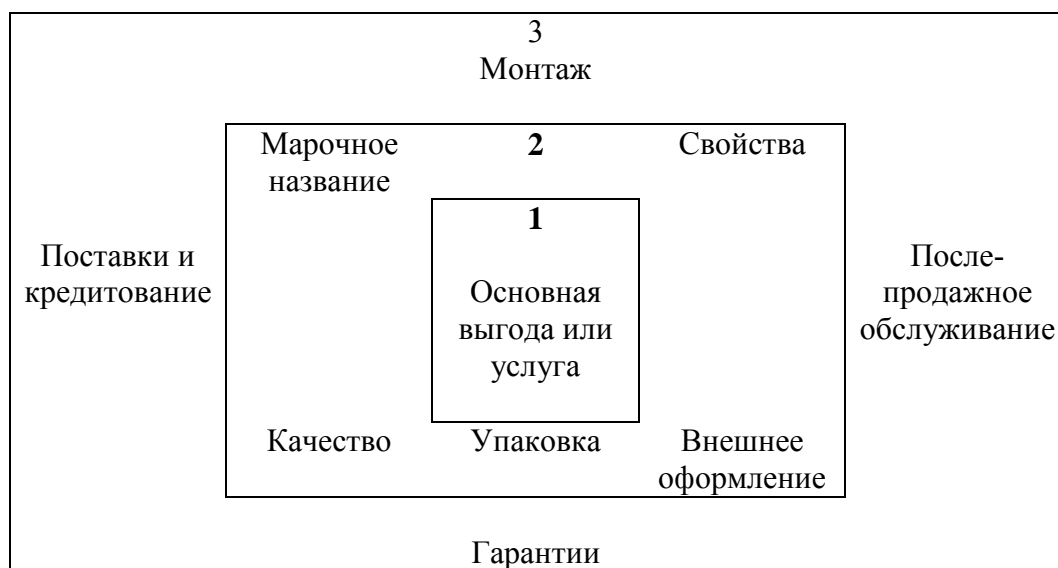 3
Монтаж
Марочное
название
2
Свойства
1
Поставки и
кредитование
Основная
выгода или
услуга
После-
продажное
обслуживание
Качество
Упаковка
Внешнее
оформление
Гарантии